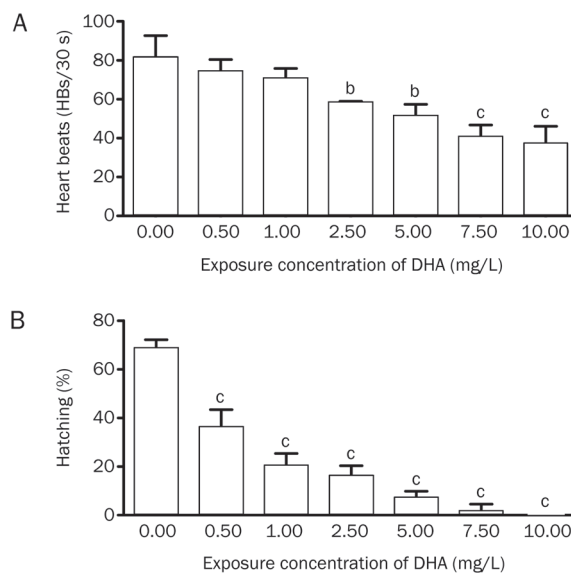 A
Heart beats (HBs/30 s)
100
80
60
40
20
0
b
b
c
c
0.00 0.50 1.00 2.50 5.00 7.50 10.00
Exposure concentration of DHA (mg/L)
B
Hatching (%)
80
60
40
20
0
c
c
c
c
c
c
0.00 0.50 1.00 2.50 5.00 7.50 10.00
Exposure concentration of DHA (mg/L)